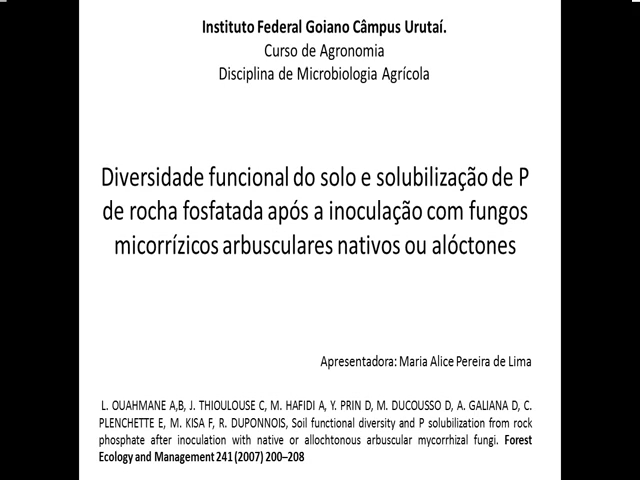 Instituto Federal Goiano Câmpus Urutaí.
Curso de Agronomia
Disciplina de Microbiologia Agrícola
Diversidade funcional do solo e solubilização de P
de rocha fosfatada após a inoculação com fungos
micorrízicos arbusculares nativos ou alóctones
Apresentadora: Maria Alice Pereira de Lima
L. OUAHMANE A,B, J. THIOULOUSE C, M. HAFIDI A, Y. PRIN D, M. DUCOUSSO D, A. GALIANA D, C.
PLENCHETTE E, M. KISA F, R. DUPONNOIS, Soil functional diversity and P solubilization from rock
phosphate after inoculation with native or allochtonous arbuscular mycorrhizal fungi. Forest
Ecology and Management 241 (2007) 200–208